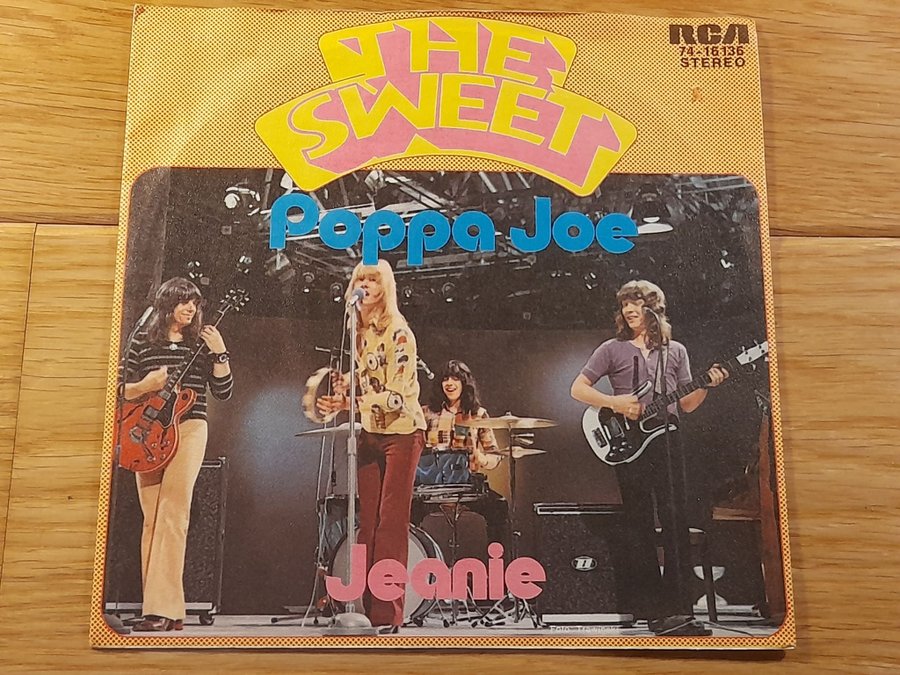 THE
SWEET
RCA
74-16136
STEREO
Poppa Joe
Jeanie